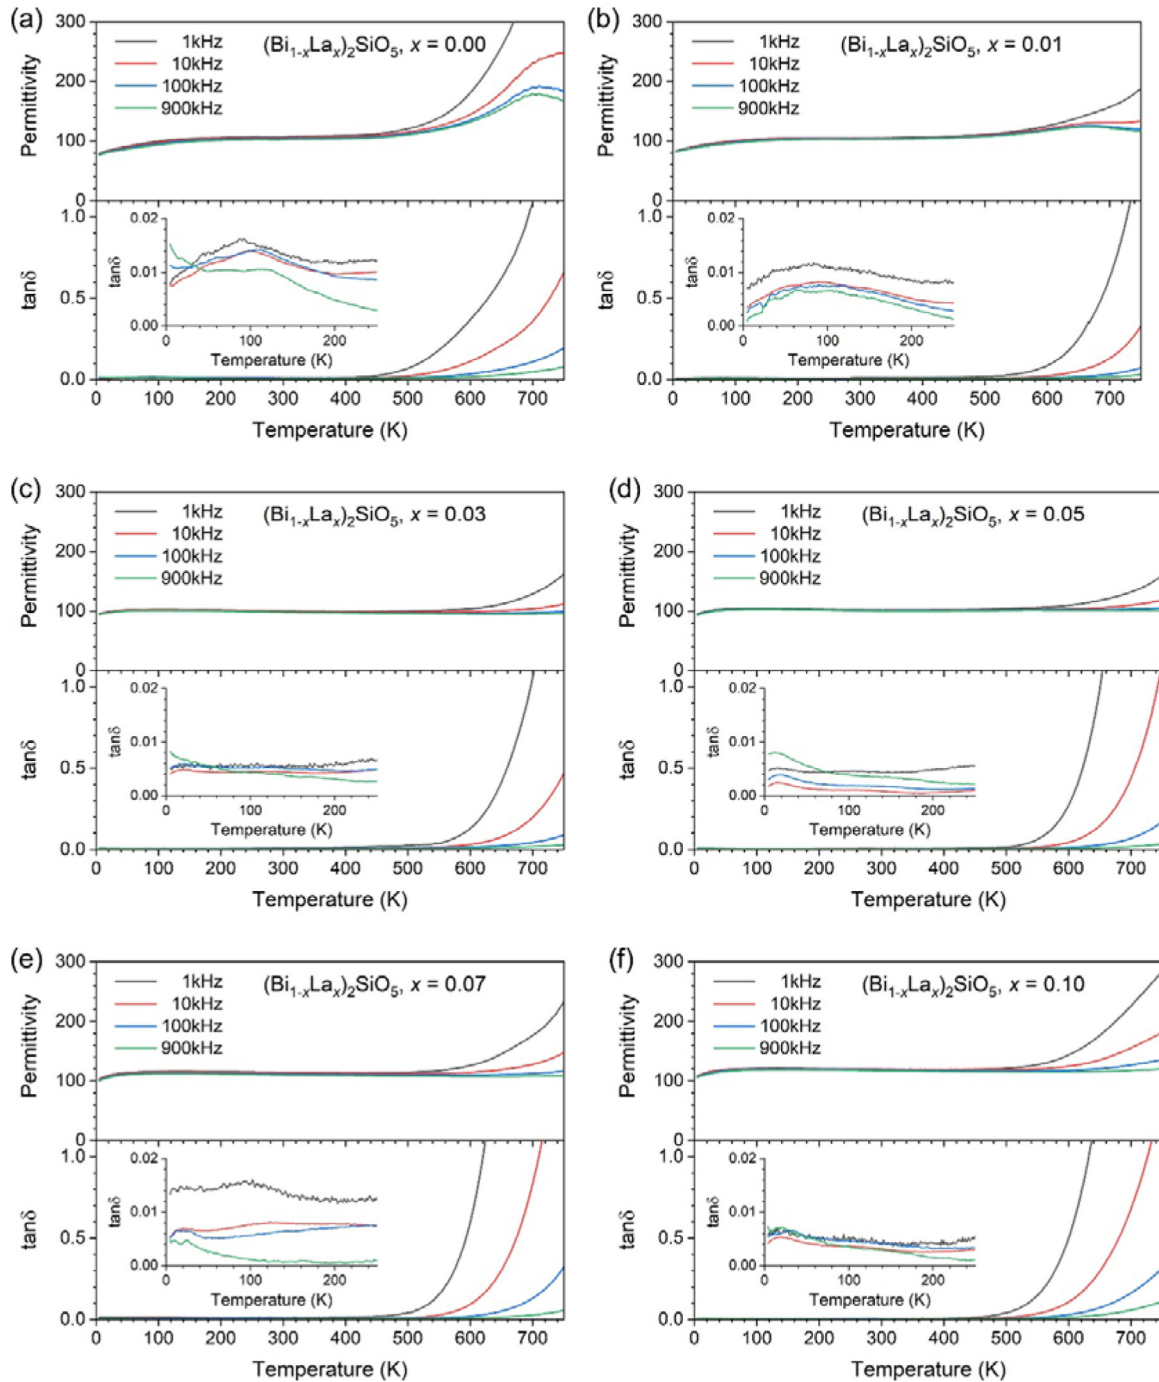 (a)
300
200
100
0
Permittivity
1kHz
10kHz
100kHz
900kHz
(Bi1-xLax)2SiO5, x = 0.00
1.0
0.5
0.0
tanδ
0.02
0.01
0.00
tanδ
0 100 200
Temperature (K)
0 100 200 300 400 500 600 700
Temperature (K)
(b)
300
200
100
0
Permittivity
1kHz
10kHz
100kHz
900kHz
(Bi1-xLax)2SiO5, x = 0.01
1.0
0.5
0.0
tanδ
0.02
0.01
0.00
tanδ
0 100 200
Temperature (K)
0 100 200 300 400 500 600 700
Temperature (K)
(c)
300
200
100
0
Permittivity
1kHz
10kHz
100kHz
900kHz
(Bi1-xLax)2SiO5, x = 0.03
1.0
0.5
0.0
tanδ
0.02
0.01
0.00
tanδ
0 100 200
Temperature (K)
0 100 200 300 400 500 600 700
Temperature (K)
(d)
300
200
100
0
Permittivity
1kHz
10kHz
100kHz
900kHz
(Bi1-xLax)2SiO5, x = 0.05
1.0
0.5
0.0
tanδ
0.02
0.01
0.00
tanδ
0 100 200
Temperature (K)
0 100 200 300 400 500 600 700
Temperature (K)
(e)
300
200
100
0
Permittivity
1kHz
10kHz
100kHz
900kHz
(Bi1-xLax)2SiO5, x = 0.07
1.0
0.5
0.0
tanδ
0.02
0.01
0.00
tanδ
0 100 200
Temperature (K)
0 100 200 300 400 500 600 700
Temperature (K)
(f)
300
200
100
0
Permittivity
1kHz
10kHz
100kHz
900kHz
(Bi1-xLax)2SiO5, x = 0.10
1.0
0.5
0.0
tanδ
0.02
0.01
0.00
tanδ
0 100 200
Temperature (K)
0 100 200 300 400 500 600 700
Temperature (K)